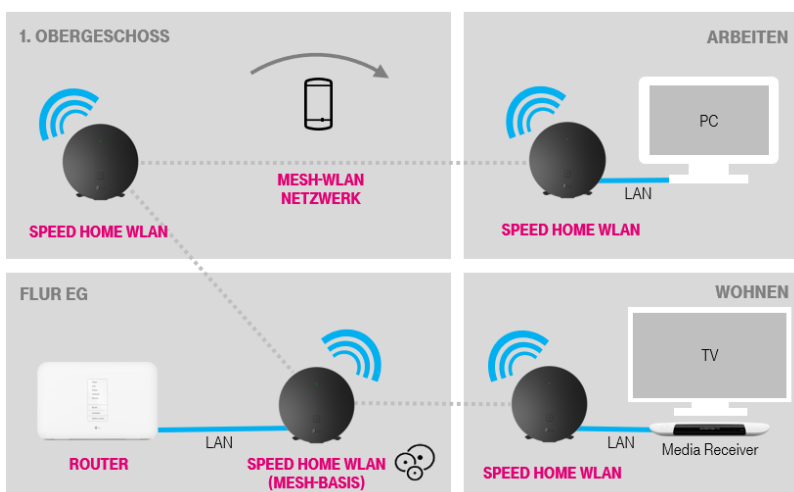 1. OBERGESCHOSS
MESH-WLAN
NETZWERK
SPEED HOME WLAN
ARBEITEN
PC
LAN
SPEED HOME WLAN
FLUR EG
LAN
ROUTER
SPEED HOME WLAN
(MESH-BASIS)
WOHNEN
TV
LAN
Media Receiver
SPEED HOME WLAN